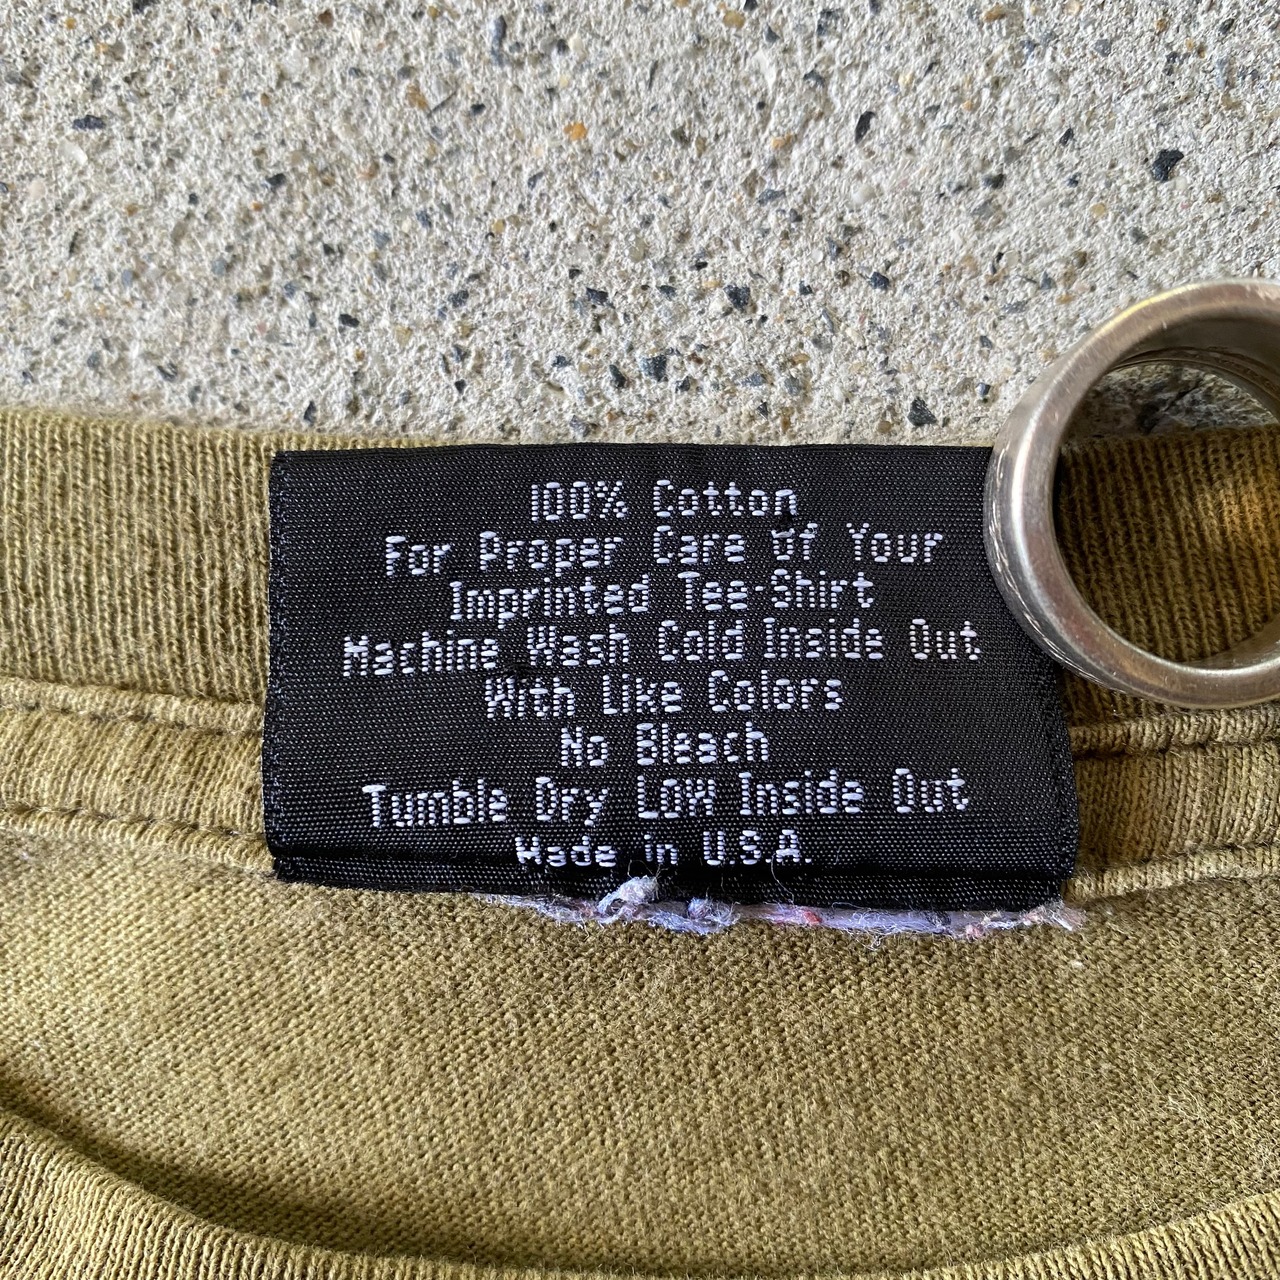 100% Cotton
For Proper Care Of Your
Imprinted Tee-Shirt
Machine Wash Cold Inside Out
With Like Colors
No Bleach
Tumble Dry Low Inside Out
Made in U.S.A.